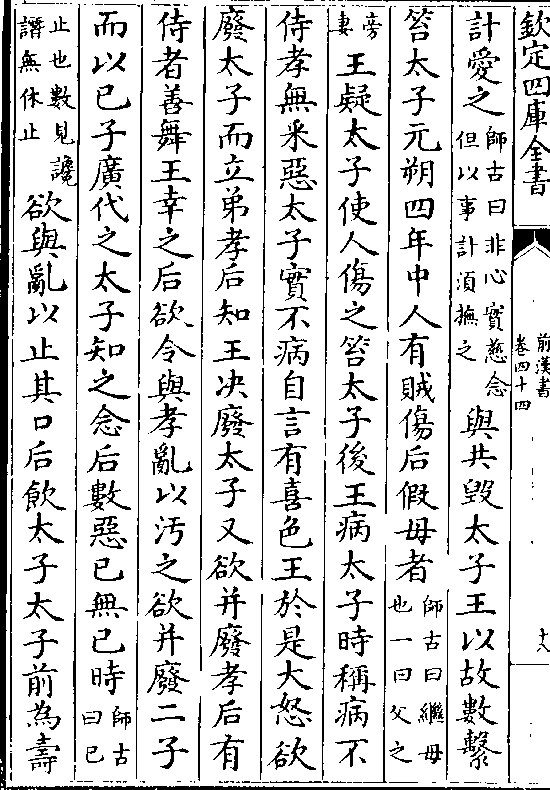 欽定四庫全書
前漢書
卷四十四
十六
計愛之師古曰非心實慈念但以事計須撫之與共毀太子王以故數繫
笞太子元朔四年中人有賊傷后假母者師古曰繼母也一曰父之
旁妻王疑太子使人傷之笞太子後王病太子時稱病不
侍孝無采惡太子實不病自言有喜色王於是大怒欲
廢太子而立弟孝后知王決廢太子又欲并廢孝后有
侍者善舞王幸之后欲令與孝亂以汚之欲并廢二子
而以已子廣代之太子知之念后數惡已無已時師古曰已
止也數見讒譖無休止欲與亂以止其口后飲太子太子前為壽